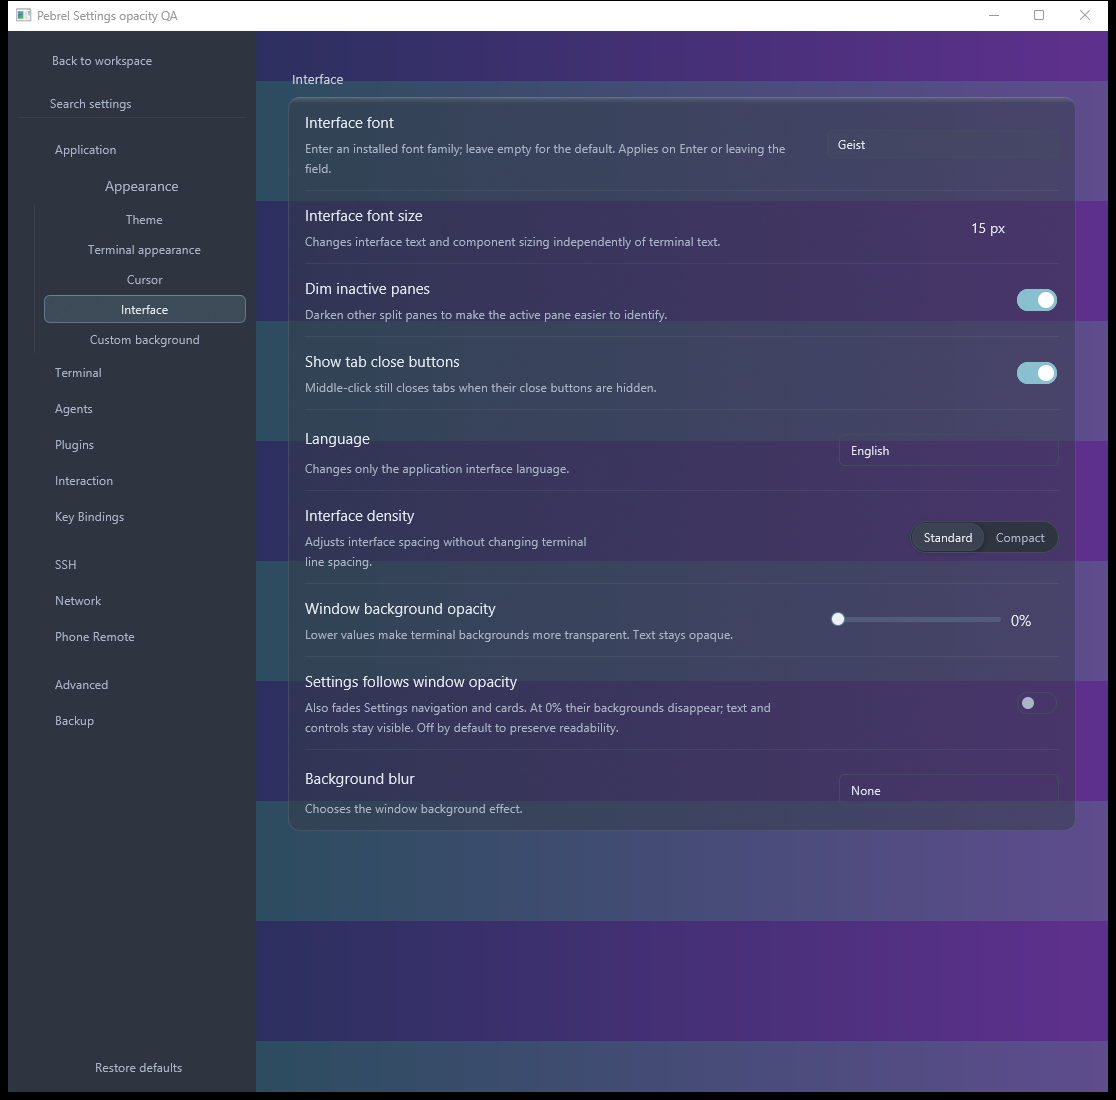 Pebrel Settings opacity QA
Back to workspace
Search settings
Application
Appearance
Theme
Terminal appearance
Cursor
Interface
Custom background
Terminal
Agents
Plugins
Interaction
Key Bindings
SSH
Network
Phone Remote
Advanced
Backup
Restore defaults
Interface
Interface font
Enter an installed font family; leave empty for the default. Applies on Enter or leaving the
field.
Geist
Interface font size
Changes interface text and component sizing independently of terminal text.
15 px
Dim inactive panes
Darken other split panes to make the active pane easier to identify.
Show tab close buttons
Middle-click still closes tabs when their close buttons are hidden.
Language
Changes only the application interface language.
English
Interface density
Adjusts interface spacing without changing terminal
line spacing.
Standard
Compact
Window background opacity
Lower values make terminal backgrounds more transparent. Text stays opaque.
0%
Settings follows window opacity
Also fades Settings navigation and cards. At 0% their backgrounds disappear; text and
controls stay visible. Off by default to preserve readability.
Background blur
Chooses the window background effect.
None